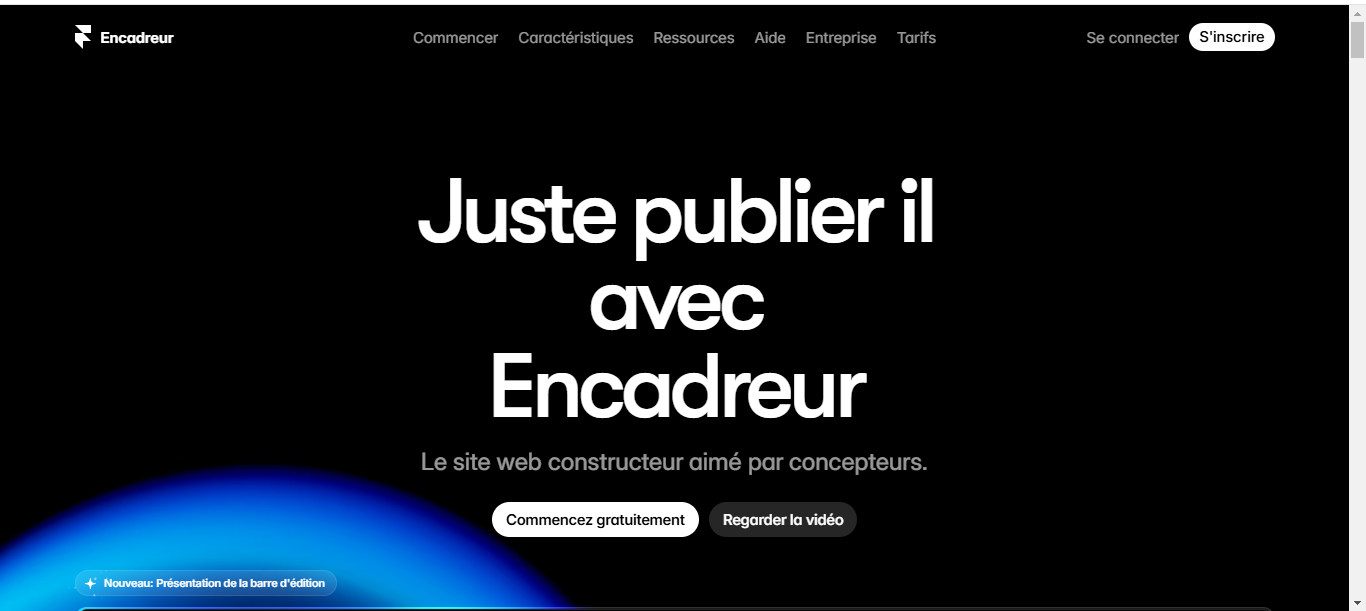 Encadreur
Commencer Caractéristiques Ressources Aide Entreprise Tarifs
Se connecter S'inscrire
Juste publier il
avec
Encadreur
Le site web constructeur aimé par concepteurs.
Commencez gratuitement Regarder la vidéo
Nouveau: Présentation de la barre d'édition